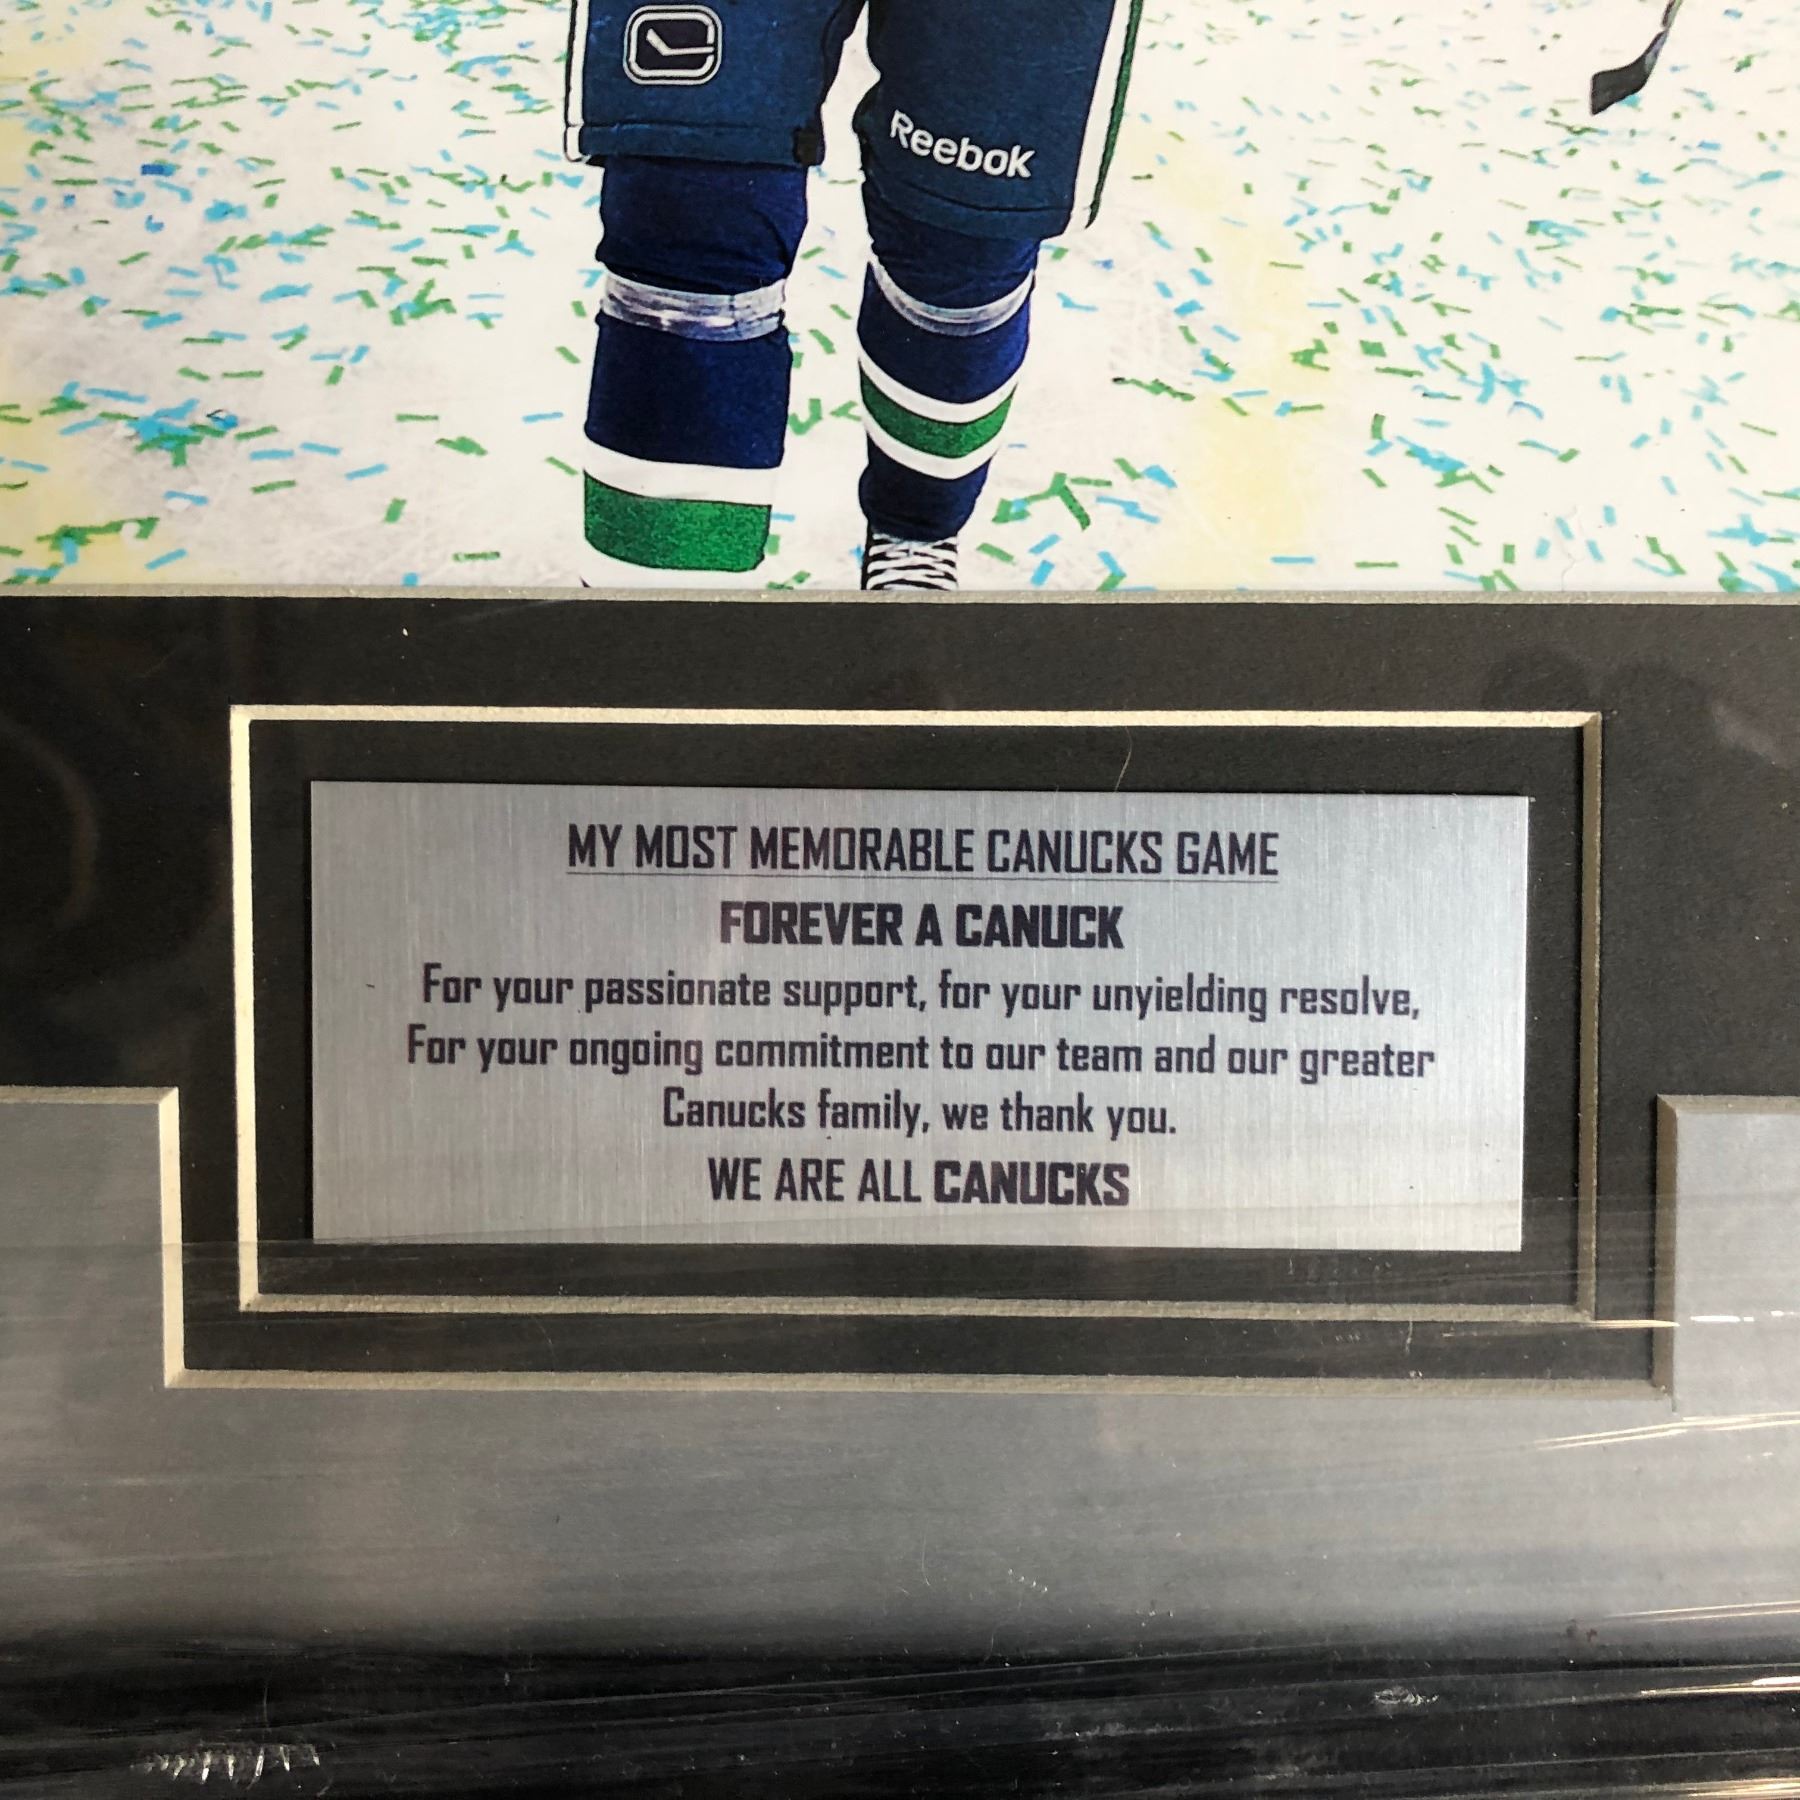 Reebok
MY MOST MEMORABLE CANUCKS GAME
FOREVER A CANUCK
For your passionate support, for your unyielding resolve,
For your ongoing commitment to our team and our greater
Canucks family, we thank you.
WE ARE ALL CANUCKS